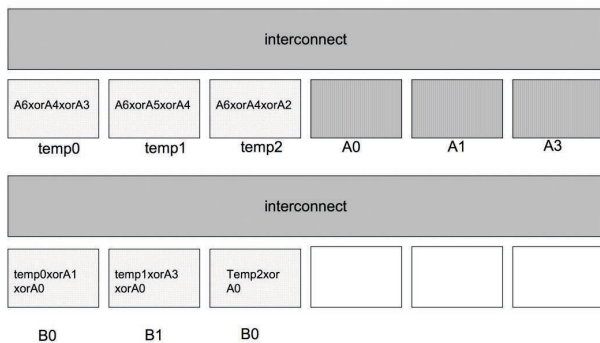 interconnect
A6xorA4xorA3 A6xorA5xorA4 A6xorA4xorA2
temp0 temp1 temp2 A0 A1 A3
interconnect
temp0xorA1 temp1xorA3 Temp2xor
xorA0 xorA0 A0
B0 B1 B0